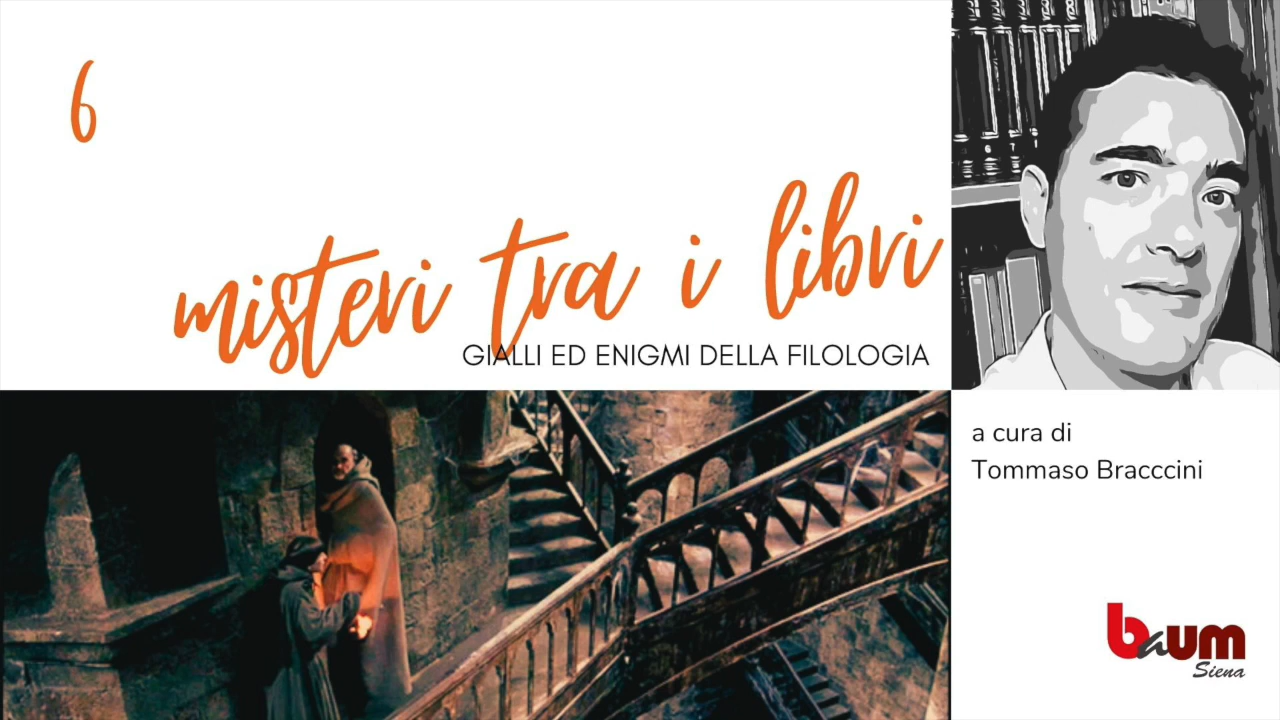 6
misteri tra i libri
GIALLI ED ENIGMI DELLA FILOLOGIA
a cura di
Tommaso Bracccini
baum
Siena